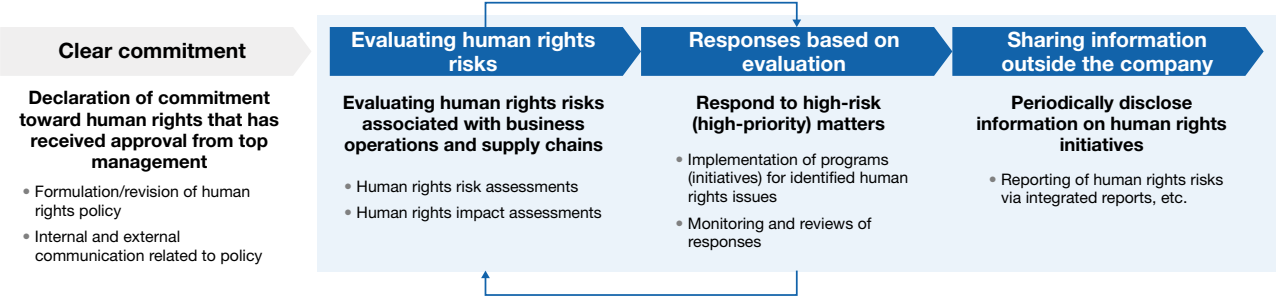 Clear commitment
Declaration of commitment
toward human rights that has
received approval from top
management
• Formulation/revision of human
rights policy
• Internal and external
communication related to policy
Evaluating human rights
risks
Evaluating human rights risks
associated with business
operations and supply chains
• Human rights risk assessments
• Human rights impact assessments
Responses based on
evaluation
Respond to high-risk
(high-priority) matters
• Implementation of programs
(initiatives) for identified human
rights issues
• Monitoring and reviews of
responses
Sharing information
outside the company
Periodically disclose
information on human rights
initiatives
• Reporting of human rights risks
via integrated reports, etc.